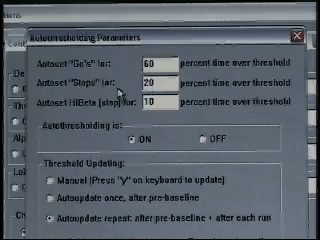 Autothresholding Parameters
Autoset "Go's" for: 60 percent time over threshold
Autoset "Stops" for: 20 percent time over threshold
Autoset HiBeta (stop) for: 10 percent time over threshold
Autothresholding is:
ON OFF
Threshold Updating:
Manual (Press "y" on keyboard to update)
Autoupdate once, after pre-baseline
Autoupdate repeat: after pre-baseline + after each run